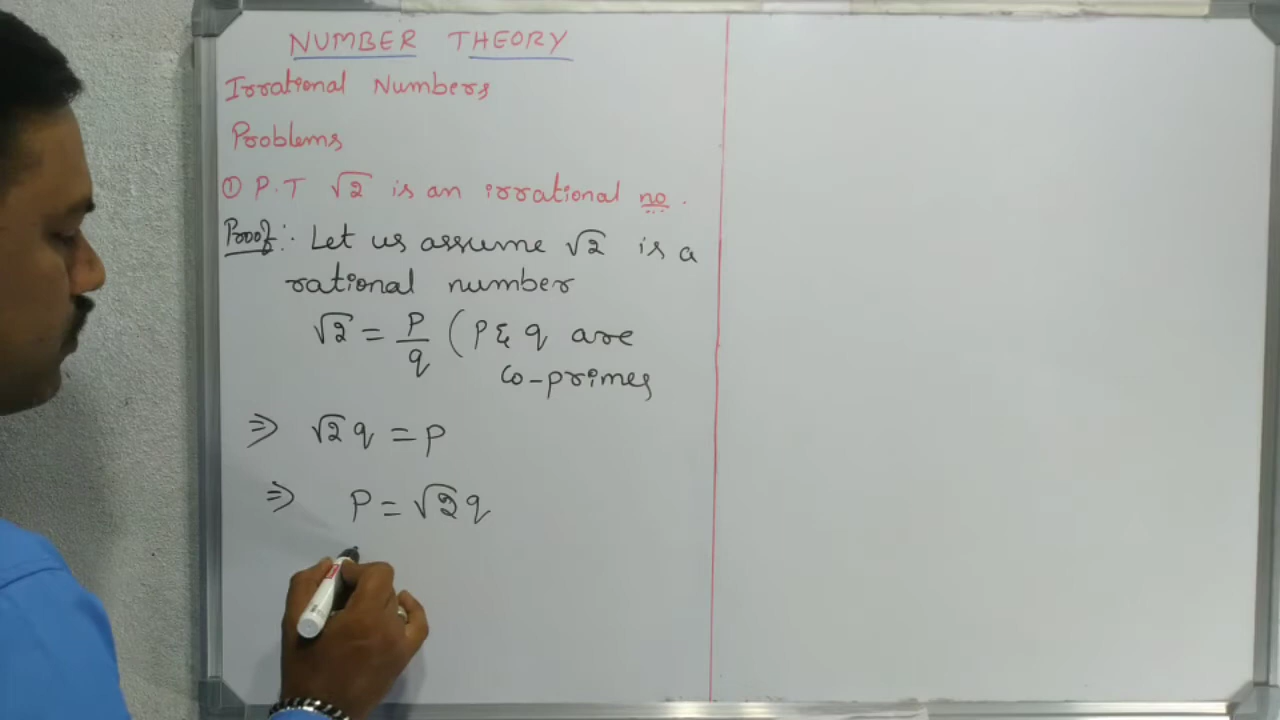 NUMBER THEORY
Irrational Numbers
Problems
① P.T √2 is an irrational no.
Proof:- Let us assume √2 is a
rational number
√2 = p/q (p & q are
co-primes
⇒ √2 q = p
⇒ p = √2 q